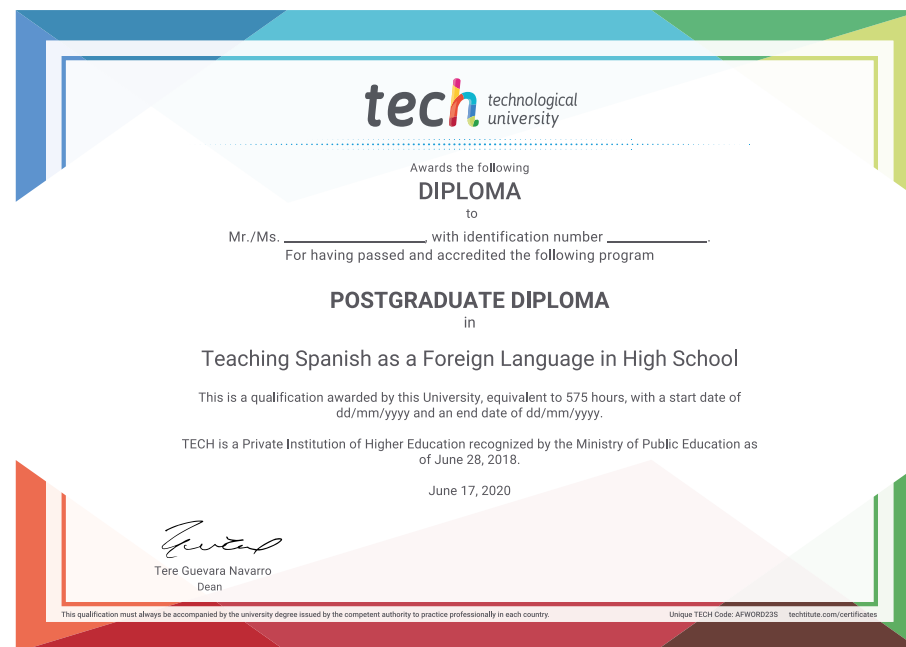 tech technological
university
Awards the following
DIPLOMA
to
Mr./Ms. ____________________, with identification number ______________.
For having passed and accredited the following program
POSTGRADUATE DIPLOMA
in
Teaching Spanish as a Foreign Language in High School
This is a qualification awarded by this University, equivalent to 575 hours, with a start date of
dd/mm/yyyy and an end date of dd/mm/yyyy.
TECH is a Private Institution of Higher Education recognized by the Ministry of Public Education as
of June 28, 2018.
June 17, 2020
Tere Guevara Navarro
Dean
This qualification must always be accompanied by the university degree issued by the competent authority to practice professionally in each country.
Unique TECH Code: AFWORD23S techtitute.com/certificates